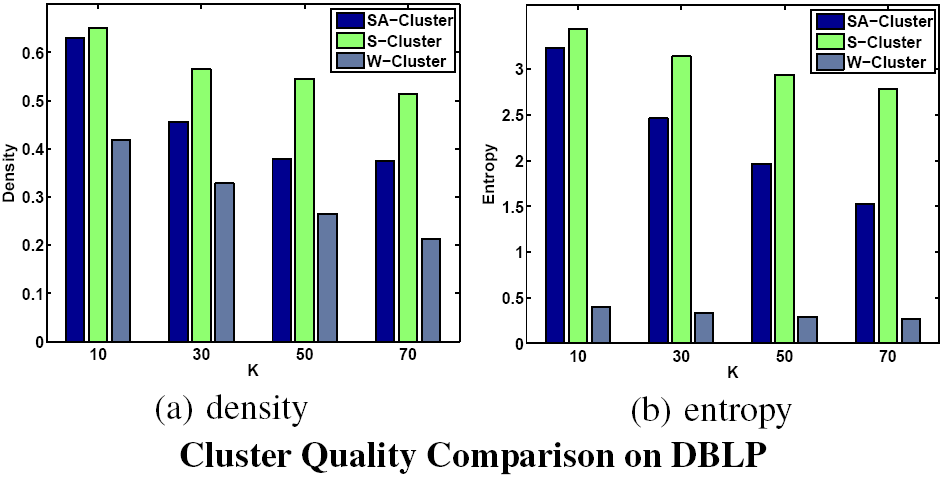 SA-Cluster
S-Cluster
W-Cluster
0.6
0.5
0.4
0.3
0.2
0.1
0
Density
10 30 50 70
K
(a) density
SA-Cluster
S-Cluster
W-Cluster
3
2.5
2
1.5
1
0.5
0
Entropy
10 30 50 70
K
(b) entropy
Cluster Quality Comparison on DBLP